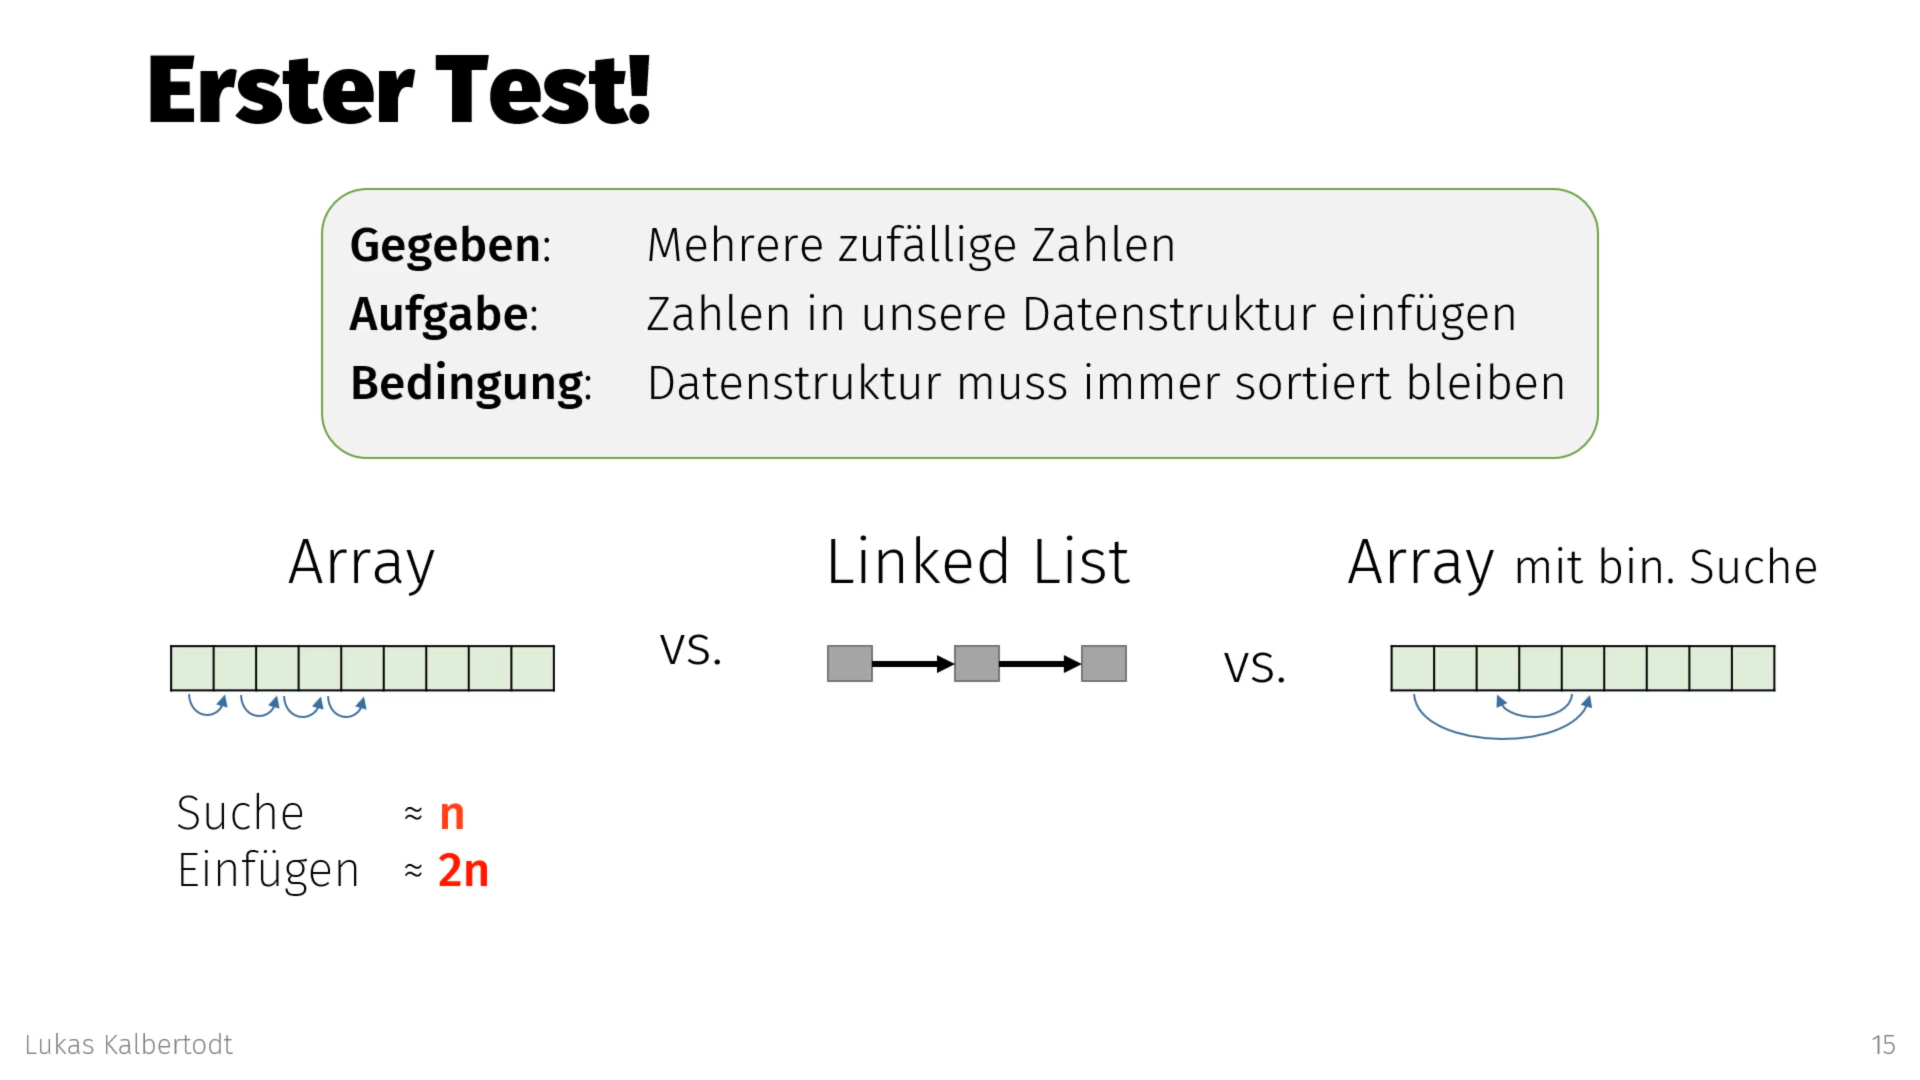 Erster Test!
Gegeben: Mehrere zufällige Zahlen
Aufgabe: Zahlen in unsere Datenstruktur einfügen
Bedingung: Datenstruktur muss immer sortiert bleiben
Array
vs.
Linked List
vs.
Array mit bin. Suche
Suche ≈ n
Einfügen ≈ 2n
Lukas Kalbertodt
15